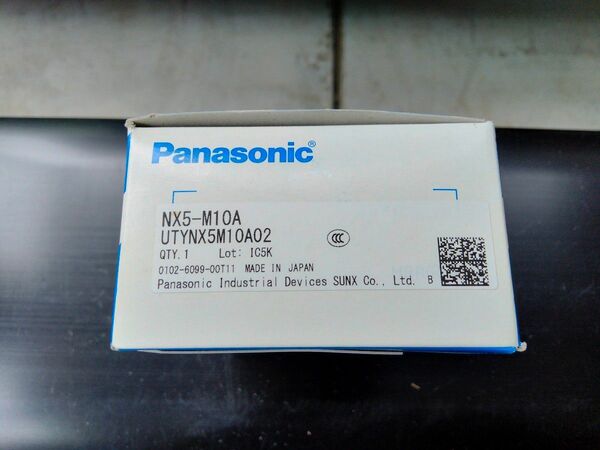 Panasonic®
NX5-M10A
UTYNX5M10A02
QTY.1 Lot: IC5K
0102-6099-00T11 MADE IN JAPAN
Panasonic Industrial Devices SUNX Co., Ltd. B